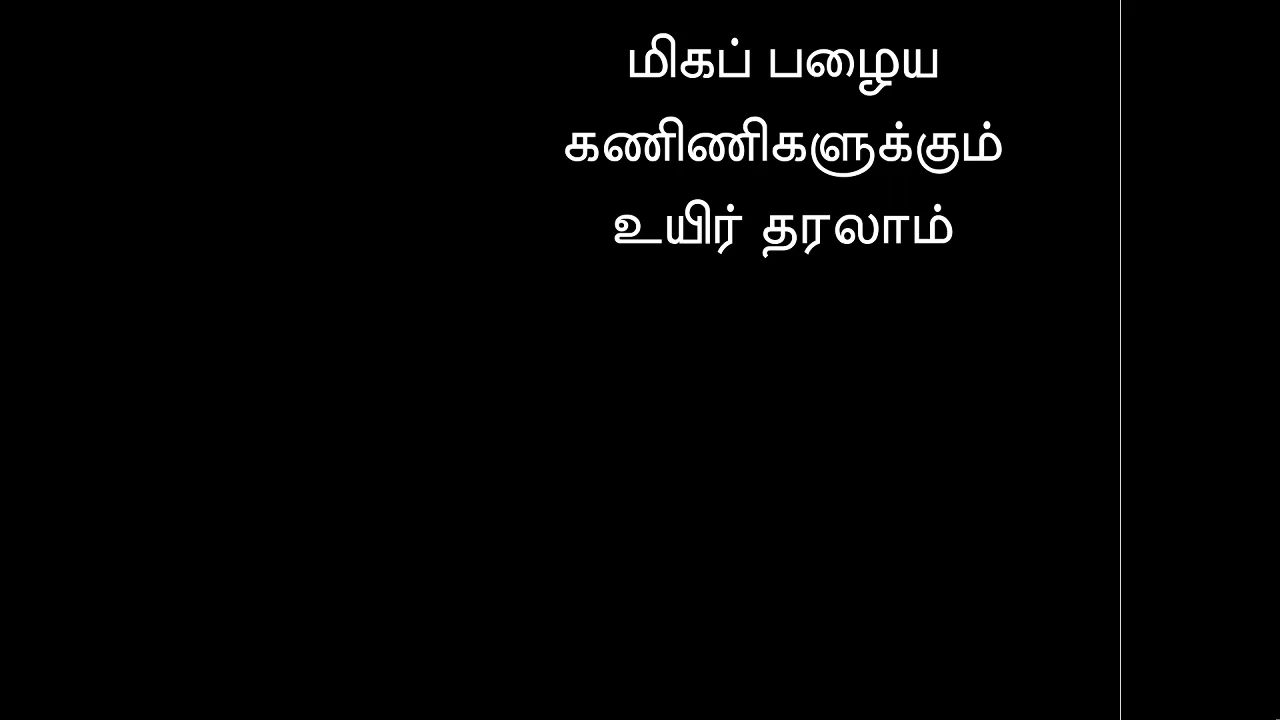 மிகப் பழைய
கணிணிகளுக்கும்
உயிர் தரலாம்